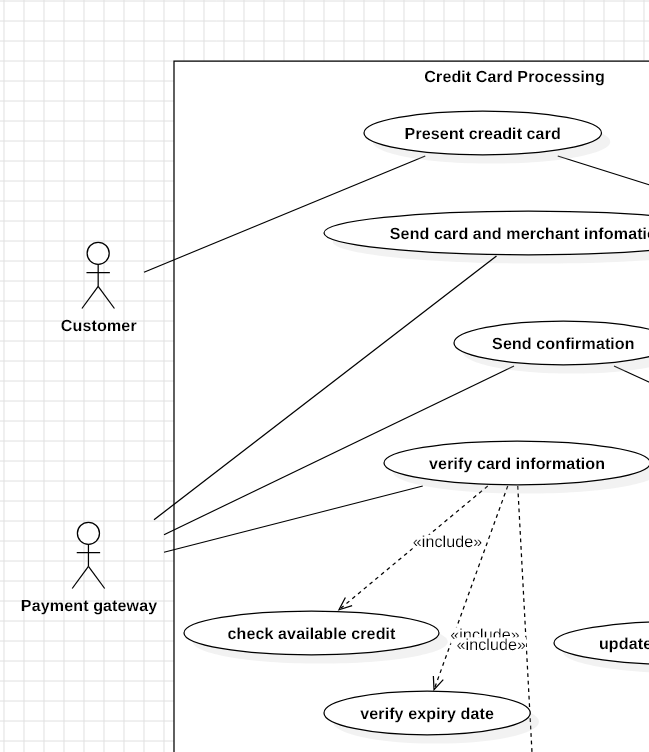 Credit Card Processing
Present creadit card
Send card and merchant infomati
Customer
Send confirmation
verify card information
«include»
Payment gateway
check available credit
«include»
«include»
update
verify expiry date